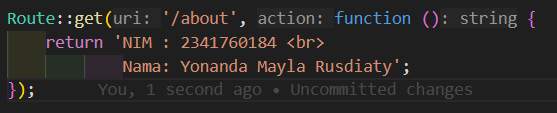 Route::get(uri: '/about', action: function (): string {
    return 'NIM : 2341760184 <br>
            Nama: Yonanda Mayla Rusdiaty';
});     You, 1 second ago • Uncommitted changes